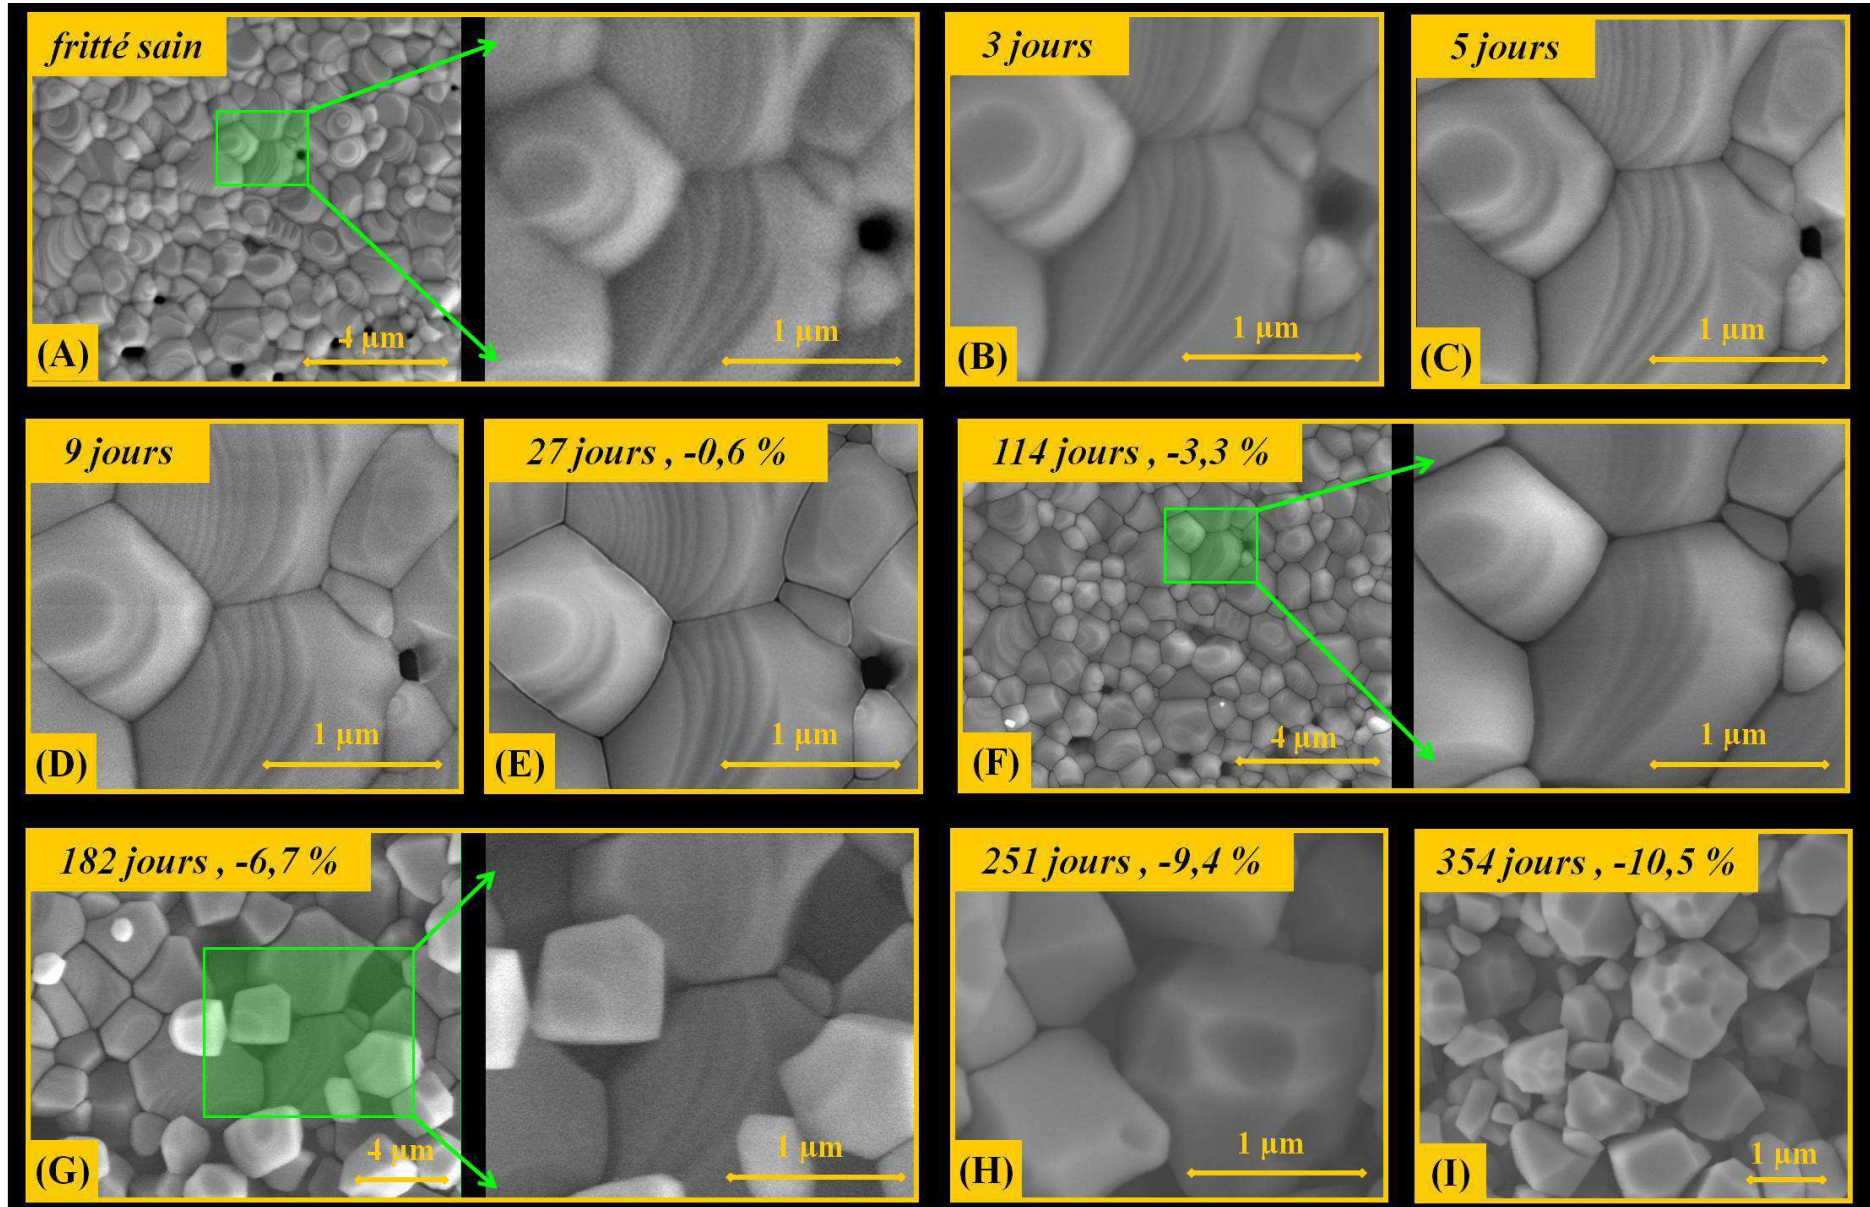 fritté sain
4 µm
(A)
1 µm
3 jours
1 µm
(B)
5 jours
1 µm
(C)
9 jours
1 µm
(D)
27 jours , -0,6 %
1 µm
(E)
114 jours , -3,3 %
4 µm
(F)
1 µm
182 jours , -6,7 %
4 µm
(G)
1 µm
251 jours , -9,4 %
1 µm
(H)
354 jours , -10,5 %
1 µm
(I)